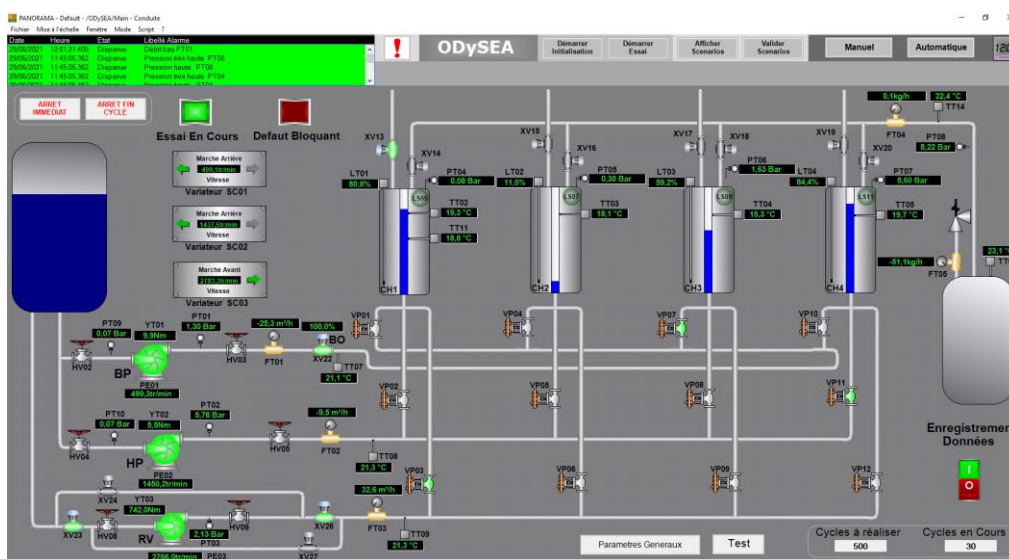 PANORAMA - Default - /ODySEA/Main - Conduite
Fichier Mise à l'échelle Fenêtre Mode Script ?
Date Heure Etat Libellé Alarme
29/06/2021 12:01:21.405 Disparue Débit bas FT01
29/06/2021 11:45:05.362 Disparue Pression très haute PT06
29/06/2021 11:45:05.362 Disparue Pression haute PT06
29/06/2021 11:45:05.362 Disparue Pression très haute PT04
ODySEA
Démarrer Initialisation
Démarrer Essai
Afficher Scenarios
Valider Scenarios
Manuel
Automatique
ARRET IMMEDIAT
ARRET FIN CYCLE
Essai En Cours
Defaut Bloquant
Marche Arrière
499,1tr/min
Vitesse
Variateur SC01
Marche Arrière
1437,5tr/min
Vitesse
Variateur SC02
Marche Avant
Vitesse
Variateur SC03
0,1kg/h
22,4 °C
FT04
TT14
PT08
8,22 Bar
XV13
XV14
XV15
XV16
XV17
XV18
XV19
XV20
LT01
80,8%
PT04
0,08 Bar
LS05
TT02
19,3 °C
TT11
18,8 °C
CH1
LT02
11,0%
PT05
0,30 Bar
LS07
TT03
18,1 °C
CH2
LT03
59,2%
PT06
1,63 Bar
LS09
TT04
15,3 °C
CH3
LT04
84,4%
PT07
5,60 Bar
LS11
TT05
19,7 °C
CH4
-51,1kg/h
FT05
23,1 °C
VP01
VP04
VP07
VP10
PT09
0,07 Bar
YT01
9,9Nm
PT01
1,30 Bar
-25,3 m³/h
100,0%
BO
HV02
BP
PE01
499,3tr/min
HV03
FT01
XV22
TT07
21,1 °C
VP02
VP05
VP08
VP11
PT10
0,07 Bar
YT02
5,5Nm
PT02
5,78 Bar
-9,5 m³/h
HV04
HP
PE02
1450,2tr/min
HV05
FT02
TT08
21,3 °C
VP03
VP06
VP09
VP12
Enregistremer
Données
I
O
XV24
YT03
742,0Nm
32,6 m³/h
XV23
HV08
RV
HV09
2,13 Bar
PT03
PE03
2766,0tr/min
XV26
XV27
FT03
TT09
21,3 °C
Parametres Generaux
Test
Cycles à réaliser
500
Cycles en Cours
30